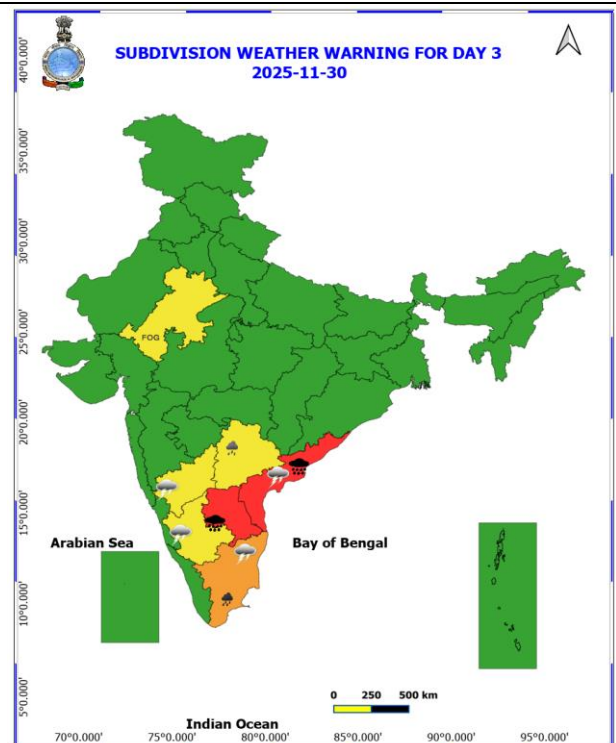 SUBDIVISION WEATHER WARNING FOR DAY 3
2025-11-30
40°0.000'
35°0.000'
30°0.000'
25°0.000'
20°0.000'
15°0.000'
10°0.000'
5°0.000'
FOG
Arabian Sea
Bay of Bengal
0 250 500 km
Indian Ocean
70°0.000' 75°0.000' 80°0.000' 85°0.000' 90°0.000' 95°0.000'